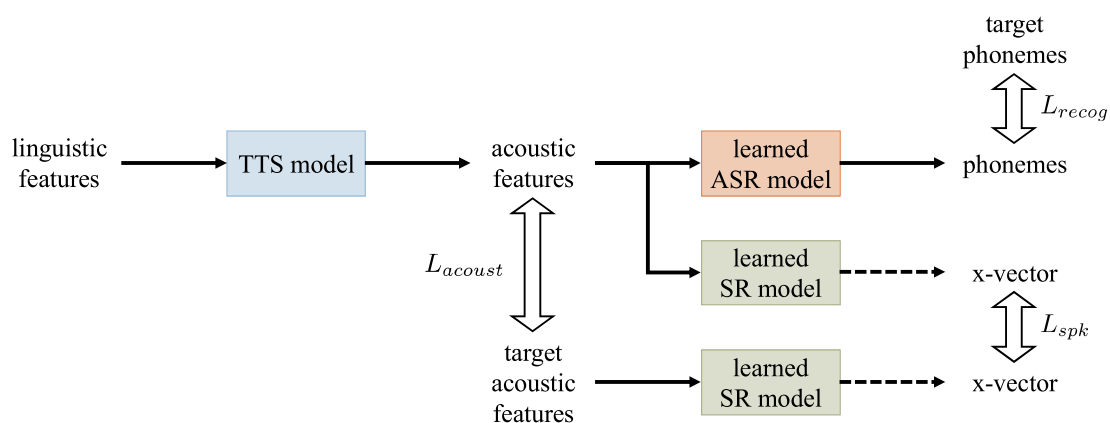 target
phonemes
L_recog
linguistic
features
TTS model
acoustic
features
learned
ASR model
phonemes
L_acoust
learned
SR model
x-vector
L_spk
target
acoustic
features
learned
SR model
x-vector